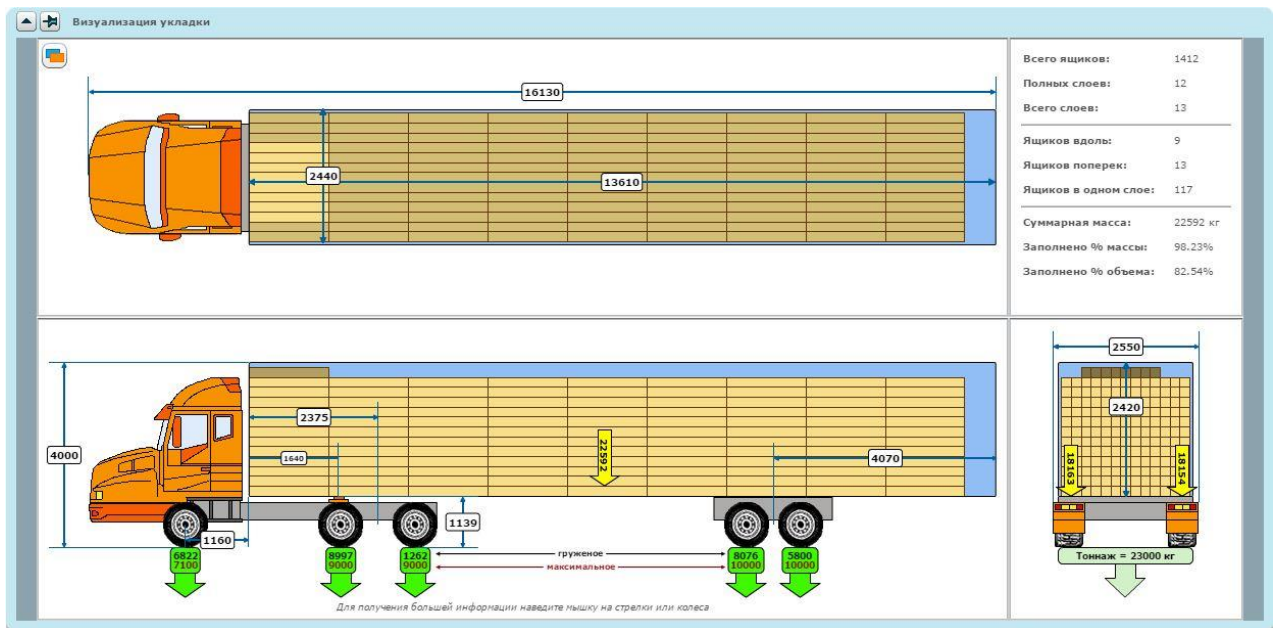 Визуализация укладки
16130
2440
13610
Всего ящиков: 1412
Полных слоев: 12
Всего слоев: 13
Ящиков вдоль: 9
Ящиков поперек: 13
Ящиков в одном слое: 117
Суммарная масса: 22592 кг
Заполнено % массы: 98.23%
Заполнено % объема: 82.54%
4000
2375
1640
22592
4070
1139
1160
6822
7100
8997
9000
1262
9000
груженое
максимальное
8076
10000
5800
10000
Для получения большей информации наведите мышку на стрелки или колеса
2550
2420
18163
18154
Тоннаж = 23000 кг